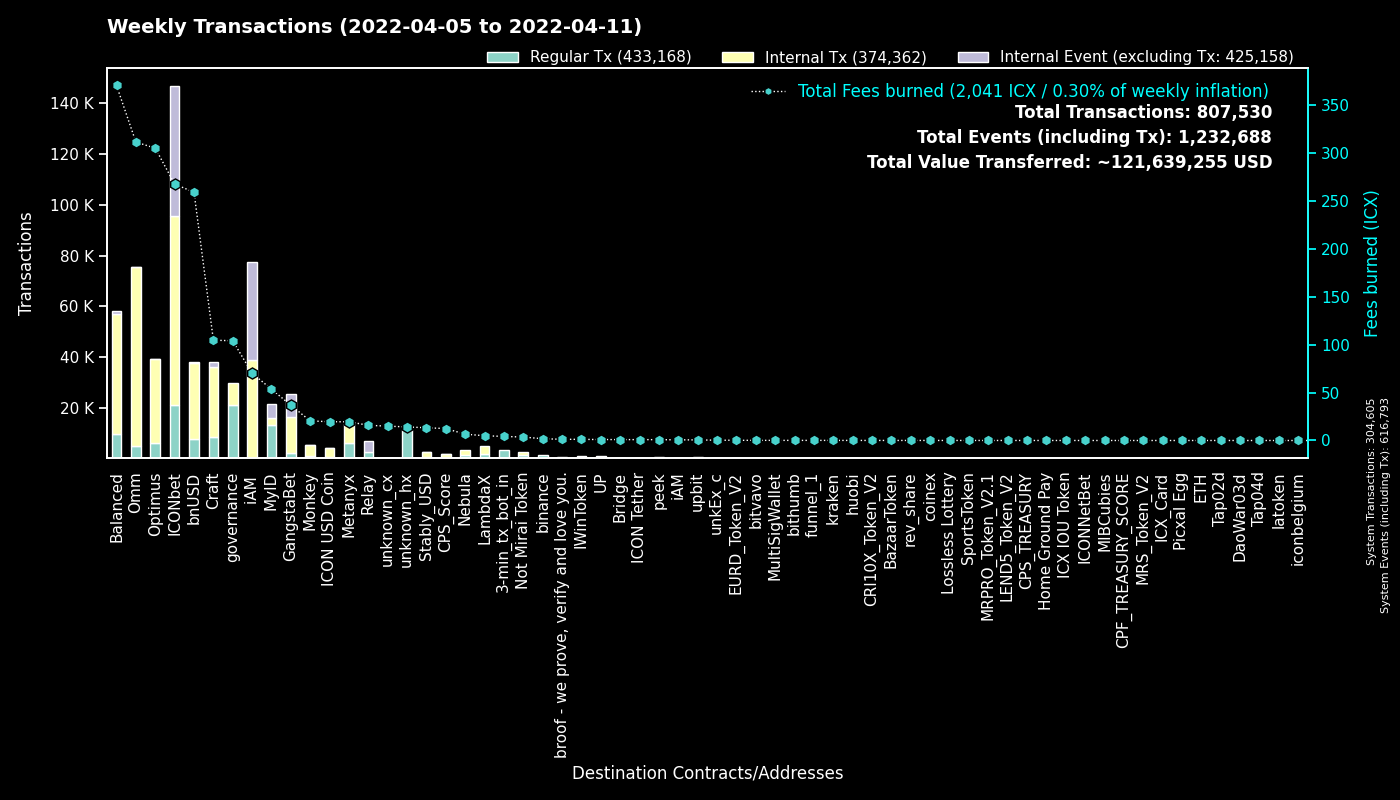 Weekly Transactions (2022-04-05 to 2022-04-11)
Regular Tx (433,168)
Internal Tx (374,362)
Internal Event (excluding Tx: 425,158)
Total Fees burned (2,041 ICX / 0.30% of weekly inflation)
Total Transactions: 807,530
Total Events (including Tx): 1,232,688
Total Value Transferred: ~121,639,255 USD
Transactions
140 K
120 K
100 K
80 K
60 K
40 K
20 K
350
300
250
200
150
100
50
0
Fees burned (ICX)
System Transactions: 304,605
System Events (including Tx): 616,793
Balanced
Omm
Optimus
ICONbet
bnUSD
Craft
governance
iAM
MyID
GangstaBet
Monkey
ICON USD Coin
Metanyx
Relay
unknown_cx
unknown_hx
Stably_USD
CPS_Score
Nebula
LambdaX
3-min_tx_bot_in
Not Mirai Token
binance
broof - we prove, verify and love you.
IWinToken
UP
Bridge
ICON Tether
peek
iAM
upbit
unkEx_c
EURD_Token_V2
bitvavo
MultiSigWallet
bithumb
funnel_1
kraken
huobi
CRI10X_Token_V2
BazaarToken
rev_share
coinex
Lossless Lottery
SportsToken
MRPRO_Token_V2.1
LEND5_Token_V2
CPS_TREASURY
Home Ground Pay
ICX IOU Token
ICONNetBet
MIBCubies
CPF_TREASURY_SCORE
MRS_Token_V2
ICX_Card
Picxal Egg
ETH
Tap02d
DaoWar03d
Tap04d
latoken
iconbelgium
Destination Contracts/Addresses